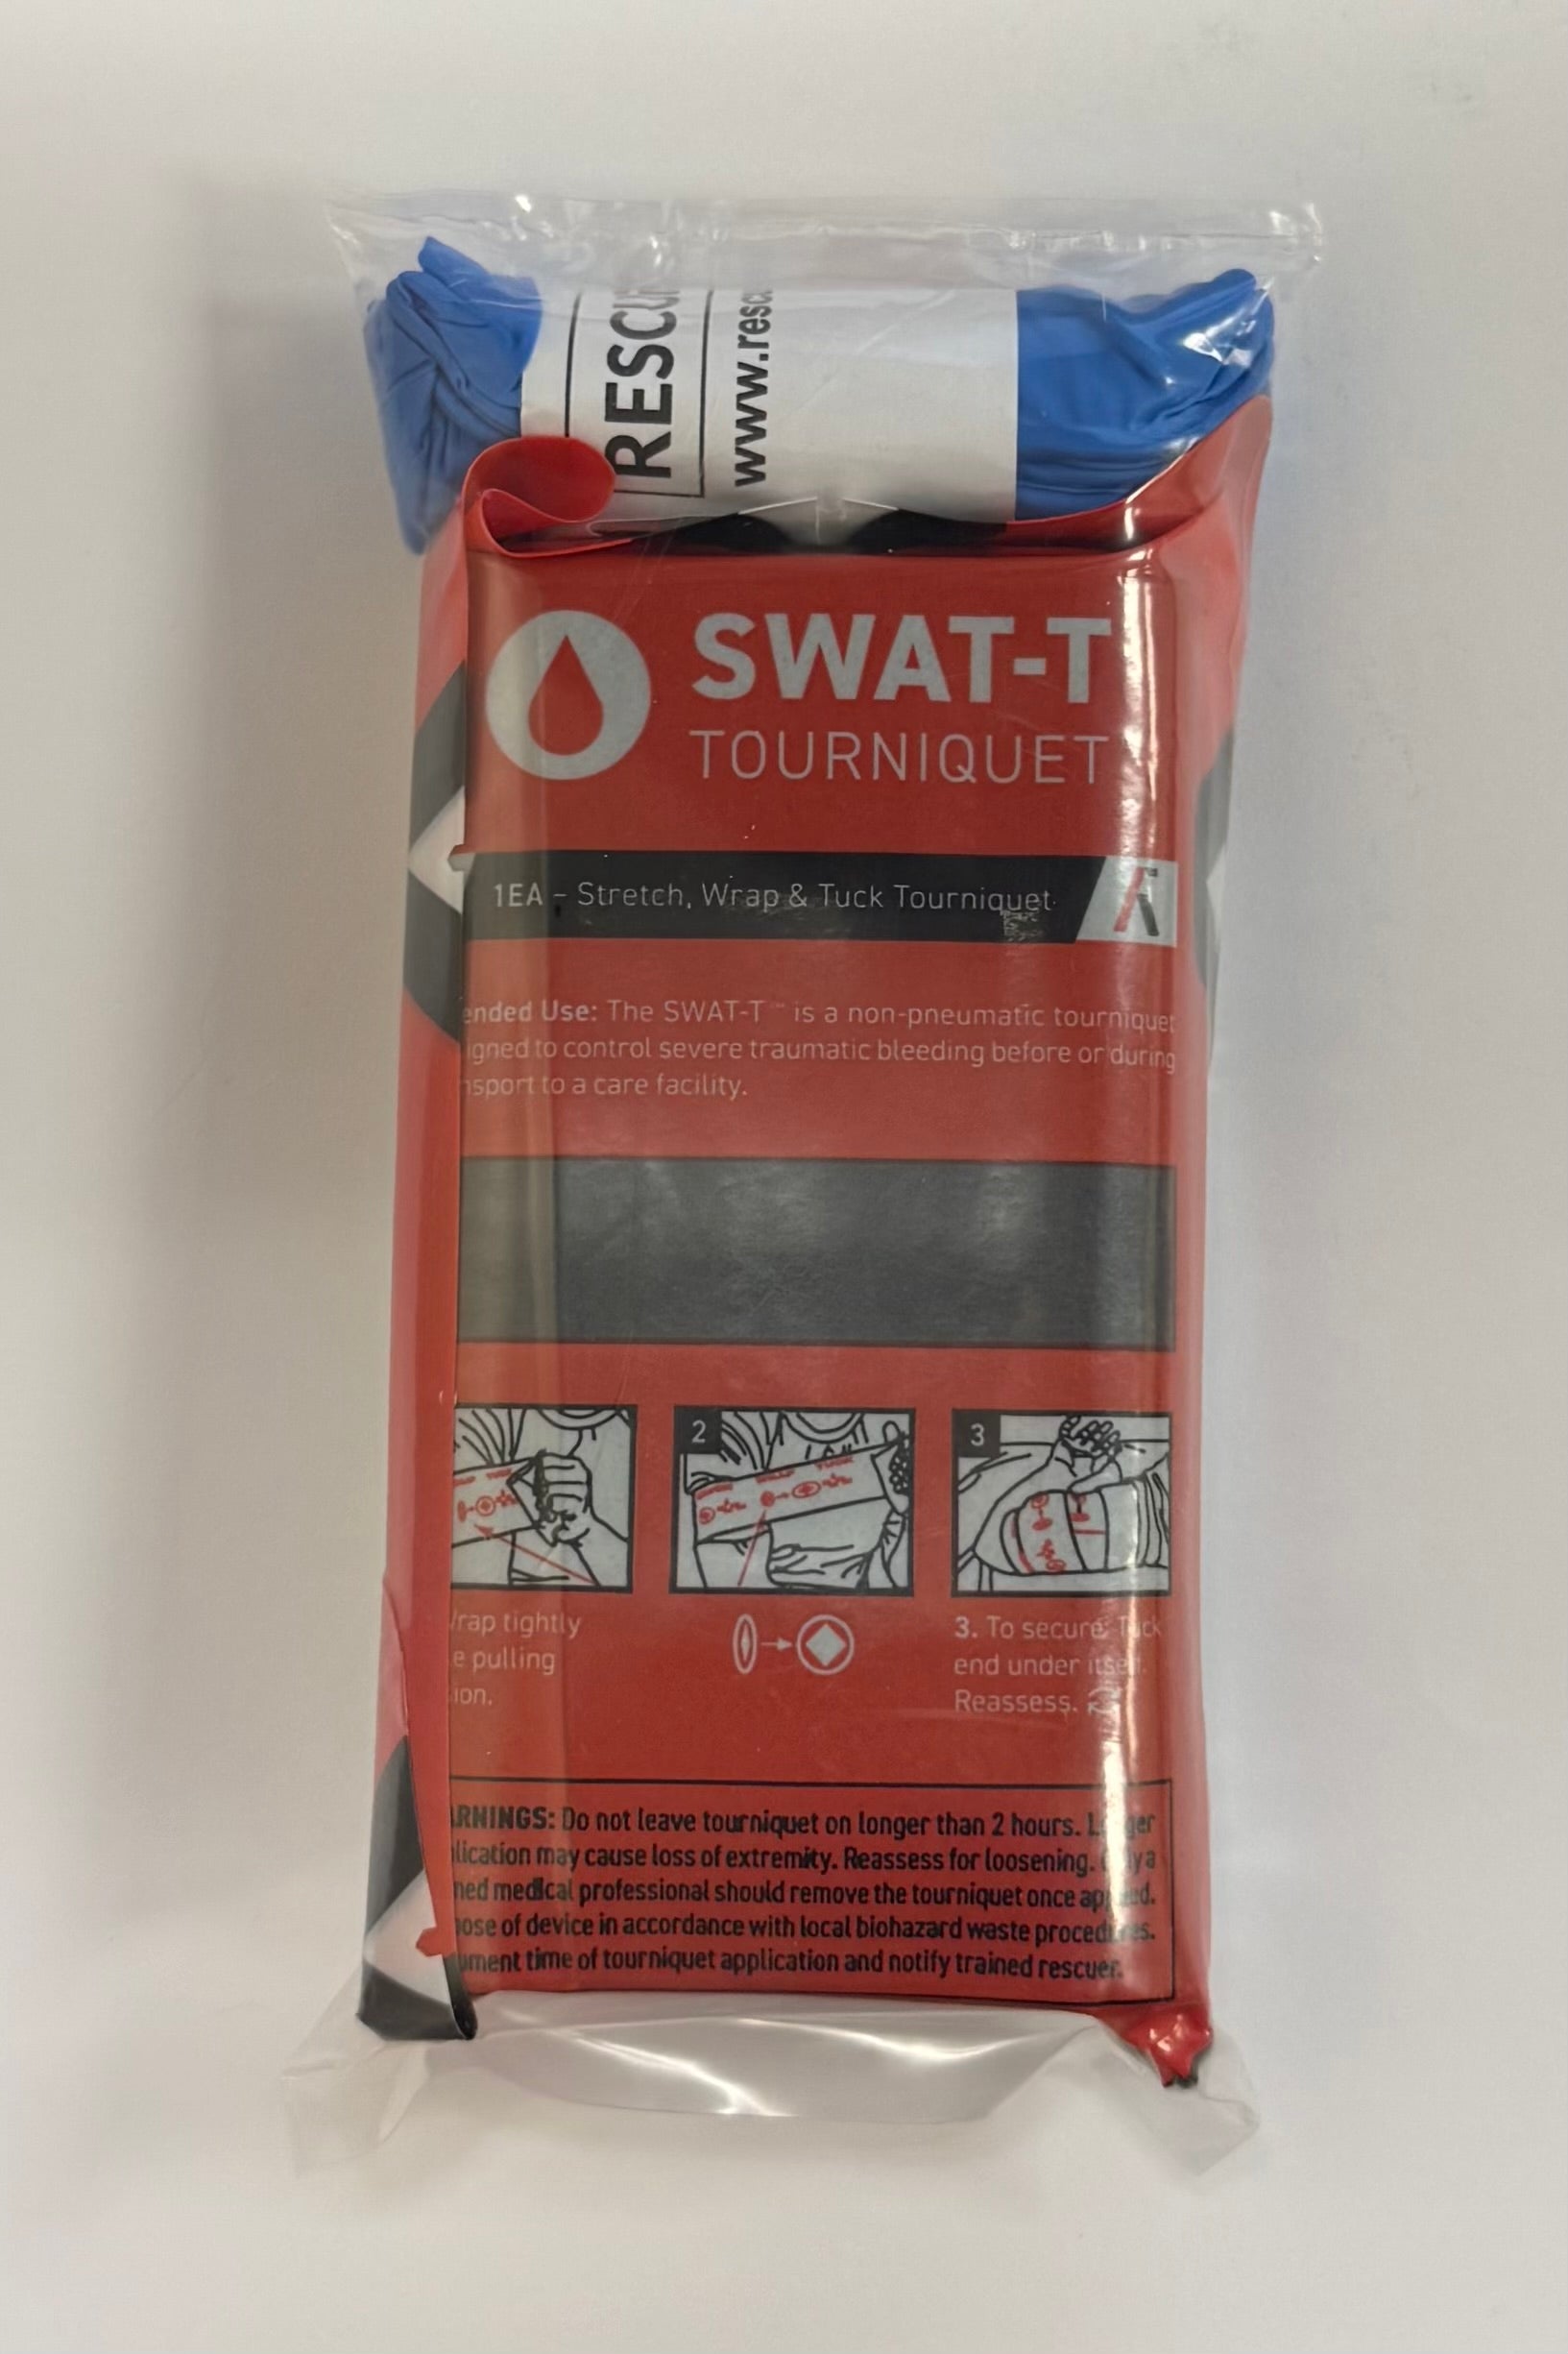 RESCU
www.resc
SWAT-T
TOURNIQUET
1EA – Stretch, Wrap & Tuck Tourniquet
ended Use: The SWAT-T™ is a non-pneumatic tourniquet
igned to control severe traumatic bleeding before or during
nsport to a care facility.
2
3
rap tightly
e pulling
ion.
3. To secure: Tuck
end under itself.
Reassess.
ARNINGS: Do not leave tourniquet on longer than 2 hours. Longer
lication may cause loss of extremity. Reassess for loosening. Only a
ned medical professional should remove the tourniquet once applied.
pose of device in accordance with local biohazard waste procedures.
ument time of tourniquet application and notify trained rescuer.